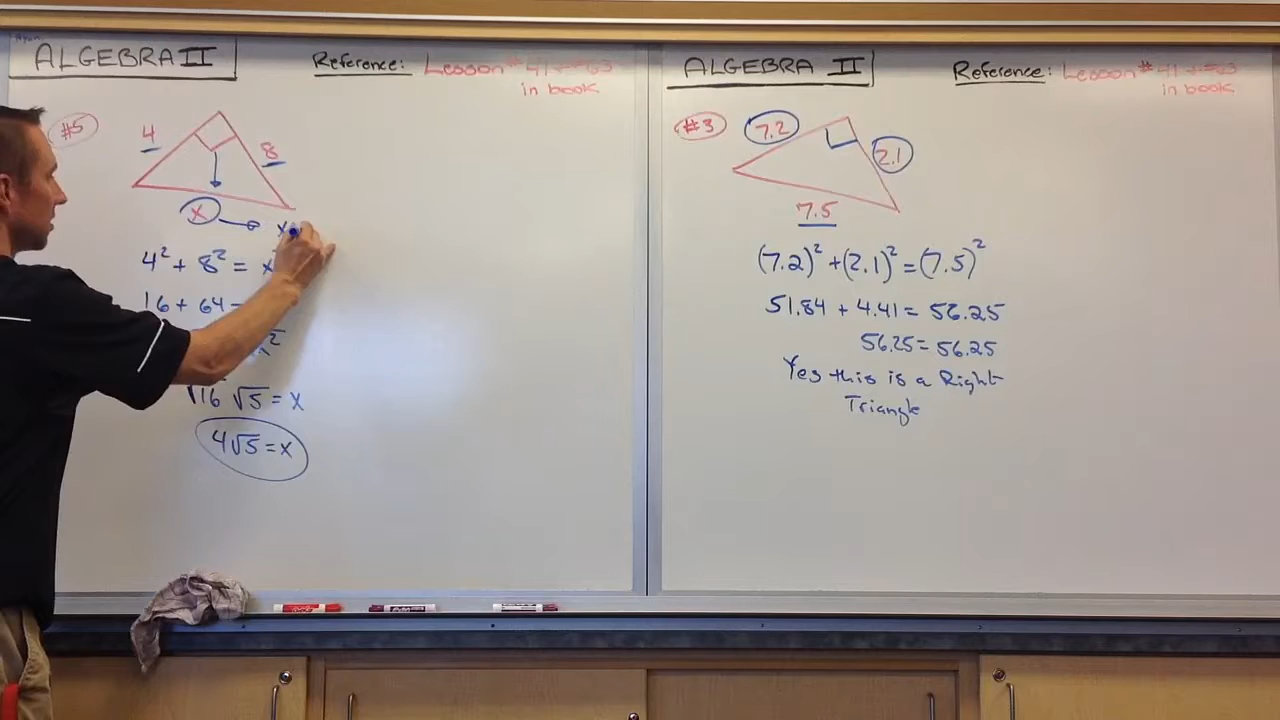 ALGEBRA II
Reference: Lesson # 41 + #63
in book
#5
4
8
x
x
4² + 8² = x
16 + 64 =
√16 √5 = x
4√5 = x
ALGEBRA II
Reference: Lesson # 41 + #63
in book
#3
7.2
2.1
7.5
(7.2)² + (2.1)² = (7.5)²
51.84 + 4.41 = 56.25
56.25 = 56.25
Yes this is a Right
Triangle